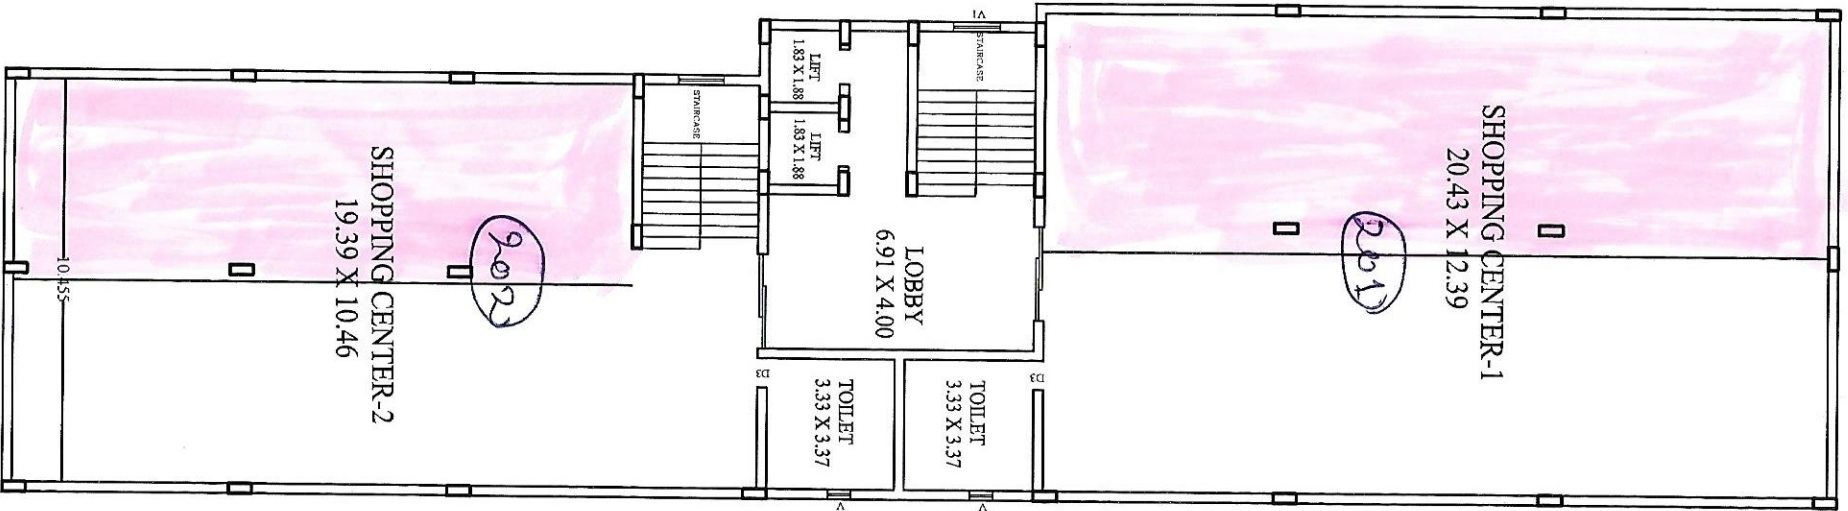 SHOPPING CENTER-1
20.43 X 12.39
2001
V1
STAIRCASE
LOBBY
6.91 X 4.00
LIFT
1.83 X 1.88
LIFT
1.83 X 1.88
TOILET
3.33 X 3.37
TOILET
3.33 X 3.37
D3
D3
V
V
STAIRCASE
202
SHOPPING CENTER-2
19.39 X 10.46
10.455